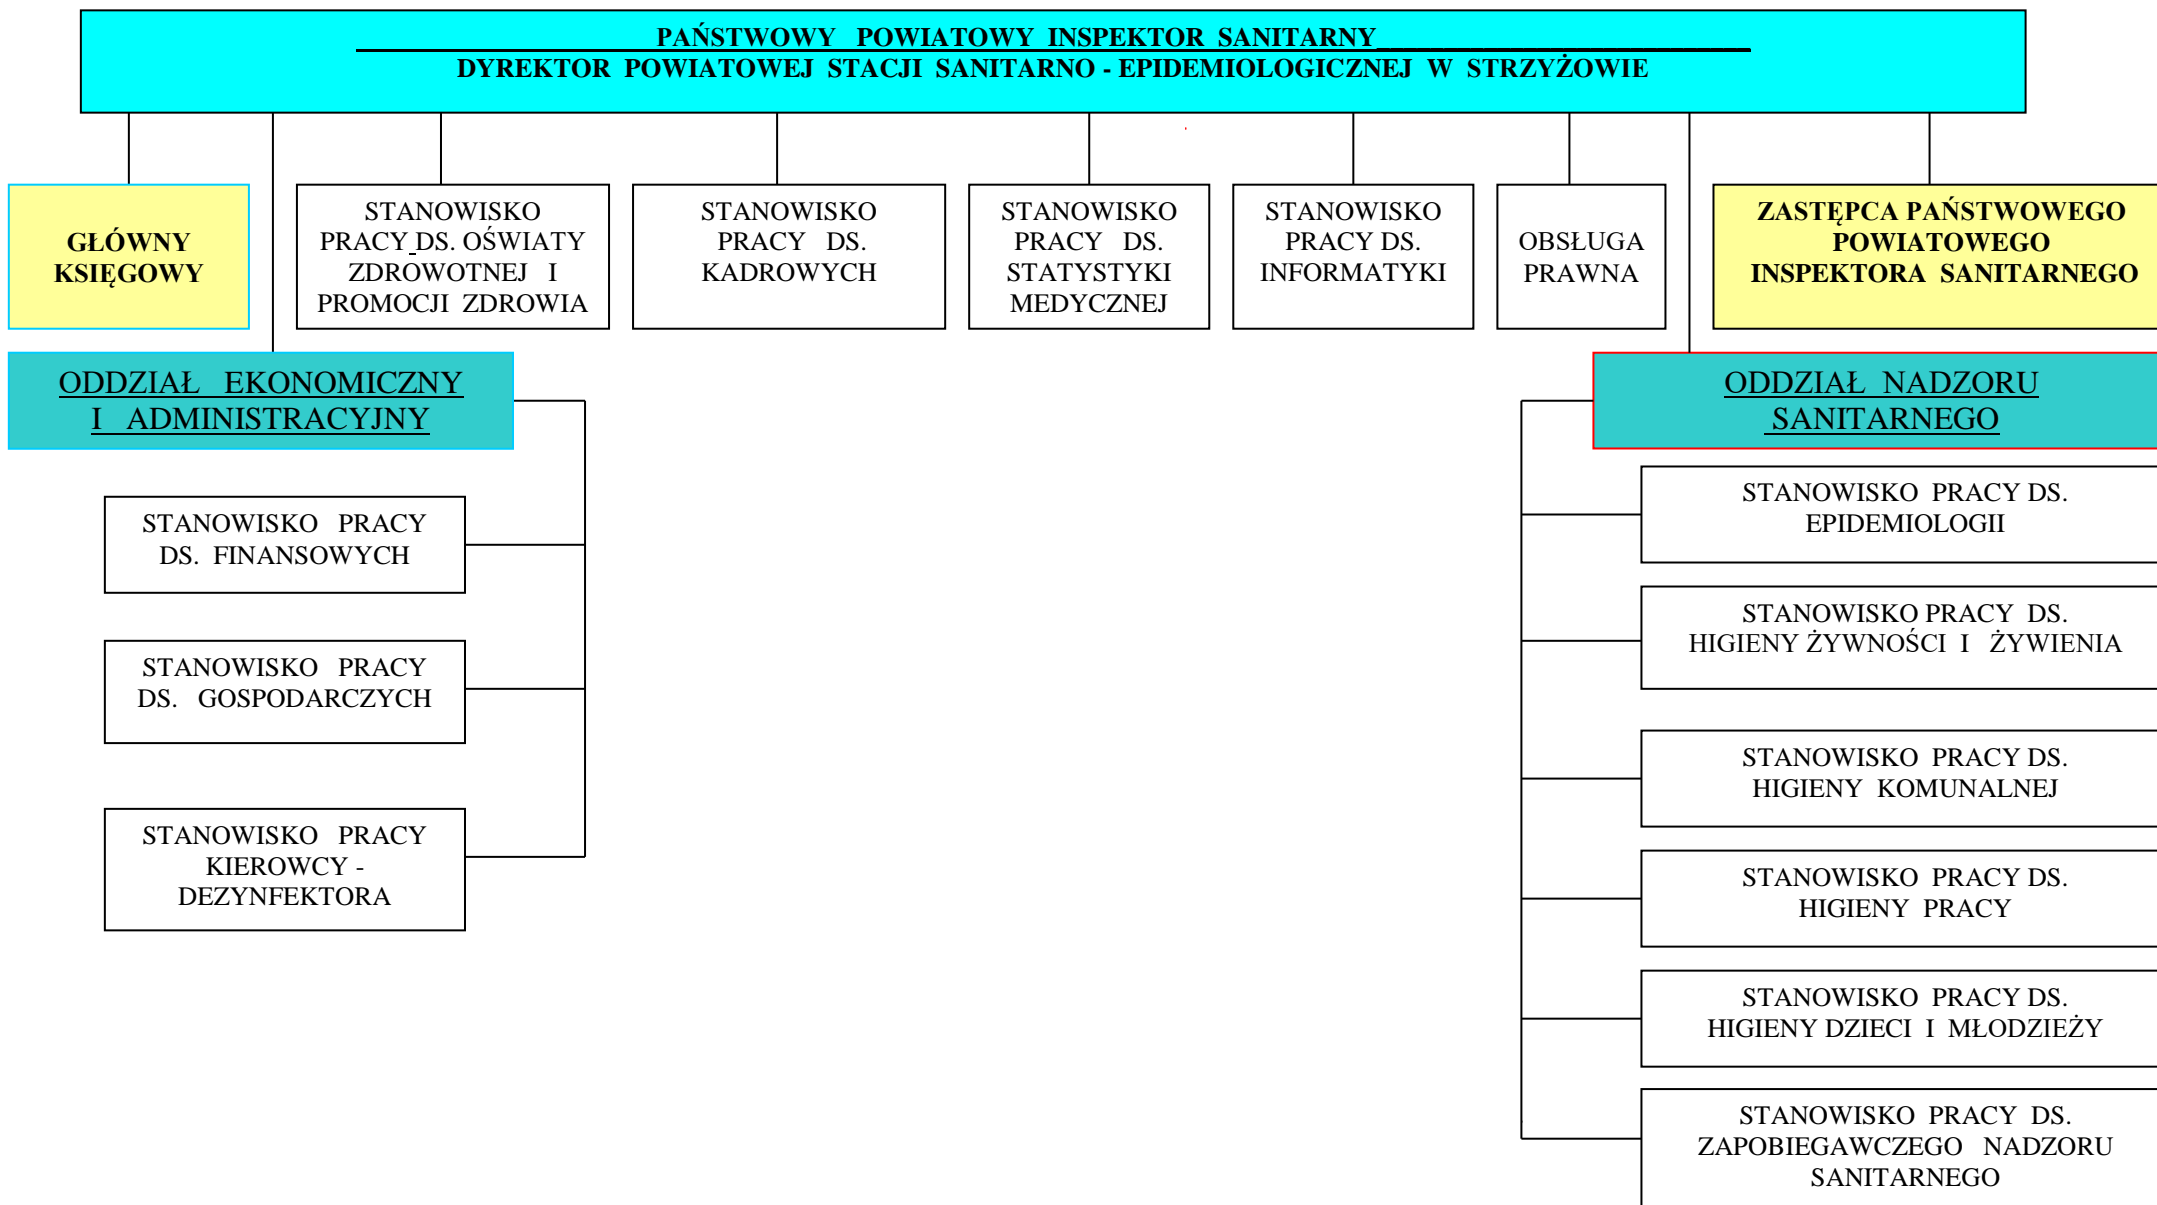 PAŃSTWOWY POWIATOWY INSPEKTOR SANITARNY
DYREKTOR POWIATOWEJ STACJI SANITARNO - EPIDEMIOLOGICZNEJ W STRZYŻOWIE
GŁÓWNY
KSIĘGOWY
STANOWISKO
PRACY DS. OŚWIATY
ZDROWOTNEJ I
PROMOCJI ZDROWIA
STANOWISKO
PRACY DS.
KADROWYCH
STANOWISKO
PRACY DS.
STATYSTYKI
MEDYCZNEJ
STANOWISKO
PRACY DS.
INFORMATYKI
OBSŁUGA
PRAWNA
ZASTĘPCA PAŃSTWOWEGO
POWIATOWEGO
INSPEKTORA SANITARNEGO
ODDZIAŁ EKONOMICZNY
I ADMINISTRACYJNY
STANOWISKO PRACY
DS. FINANSOWYCH
STANOWISKO PRACY
DS. GOSPODARCZYCH
STANOWISKO PRACY
KIEROWCY -
DEZYNFEKTORA
ODDZIAŁ NADZORU
SANITARNEGO
STANOWISKO PRACY DS.
EPIDEMIOLOGII
STANOWISKO PRACY DS.
HIGIENY ŻYWNOŚCI I ŻYWIENIA
STANOWISKO PRACY DS.
HIGIENY KOMUNALNEJ
STANOWISKO PRACY DS.
HIGIENY PRACY
STANOWISKO PRACY DS.
HIGIENY DZIECI I MŁODZIEŻY
STANOWISKO PRACY DS.
ZAPOBIEGAWCZEGO NADZORU
SANITARNEGO